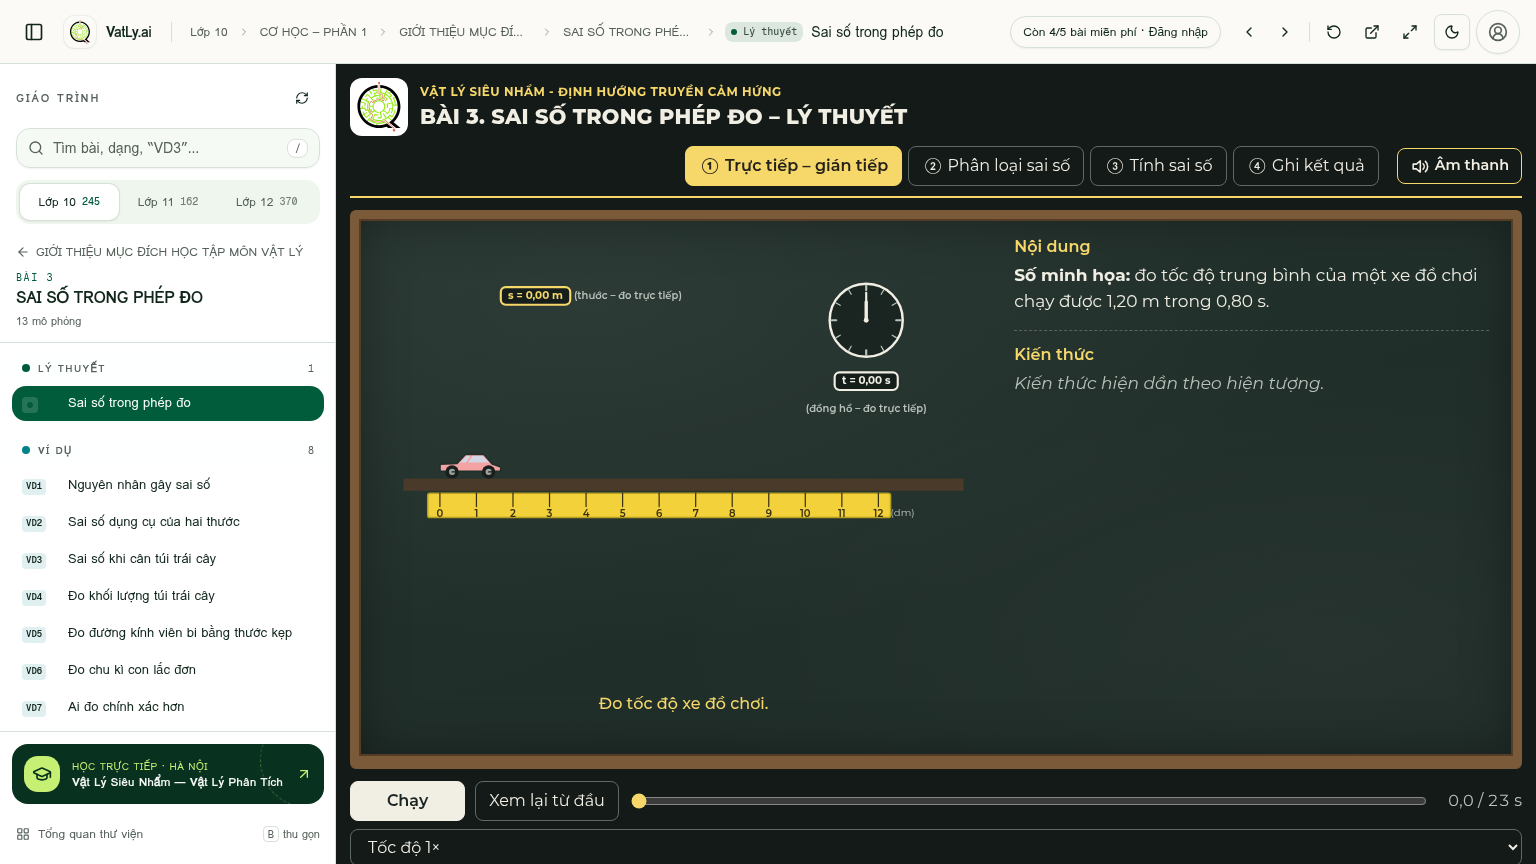 VatLy.ai
Lớp 10
CƠ HỌC – PHẦN 1
GIỚI THIỆU MỤC ĐÍ...
SAI SỐ TRONG PHÉ...
Lý thuyết
Sai số trong phép đo
Còn 4/5 bài miễn phí · Đăng nhập
GIÁO TRÌNH
Tìm bài, dạng, “VD3”...
/
Lớp 10 245
Lớp 11 162
Lớp 12 370
GIỚI THIỆU MỤC ĐÍCH HỌC TẬP MÔN VẬT LÝ
BÀI 3
SAI SỐ TRONG PHÉP ĐO
13 mô phỏng
LÝ THUYẾT 1
Sai số trong phép đo
VÍ DỤ 8
VD1 Nguyên nhân gây sai số
VD2 Sai số dụng cụ của hai thước
VD3 Sai số khi cân túi trái cây
VD4 Đo khối lượng túi trái cây
VD5 Đo đường kính viên bi bằng thước kẹp
VD6 Đo chu kì con lắc đơn
VD7 Ai đo chính xác hơn
HỌC TRỰC TIẾP · HÀ NỘI
Vật Lý Siêu Nhẩm — Vật Lý Phân Tích
Tổng quan thư viện
B thu gọn
VẬT LÝ SIÊU NHẨM - ĐỊNH HƯỚNG TRUYỀN CẢM HỨNG
BÀI 3. SAI SỐ TRONG PHÉP ĐO – LÝ THUYẾT
1 Trực tiếp – gián tiếp
2 Phân loại sai số
3 Tính sai số
4 Ghi kết quả
Âm thanh
s = 0,00 m (thước – đo trực tiếp)
t = 0,00 s
(đồng hồ – đo trực tiếp)
0 1 2 3 4 5 6 7 8 9 10 11 12 (dm)
Đo tốc độ xe đồ chơi.
Nội dung
Số minh họa: đo tốc độ trung bình của một xe đồ chơi
chạy được 1,20 m trong 0,80 s.
Kiến thức
Kiến thức hiện dần theo hiện tượng.
Chạy
Xem lại từ đầu
0,0 / 23 s
Tốc độ 1×